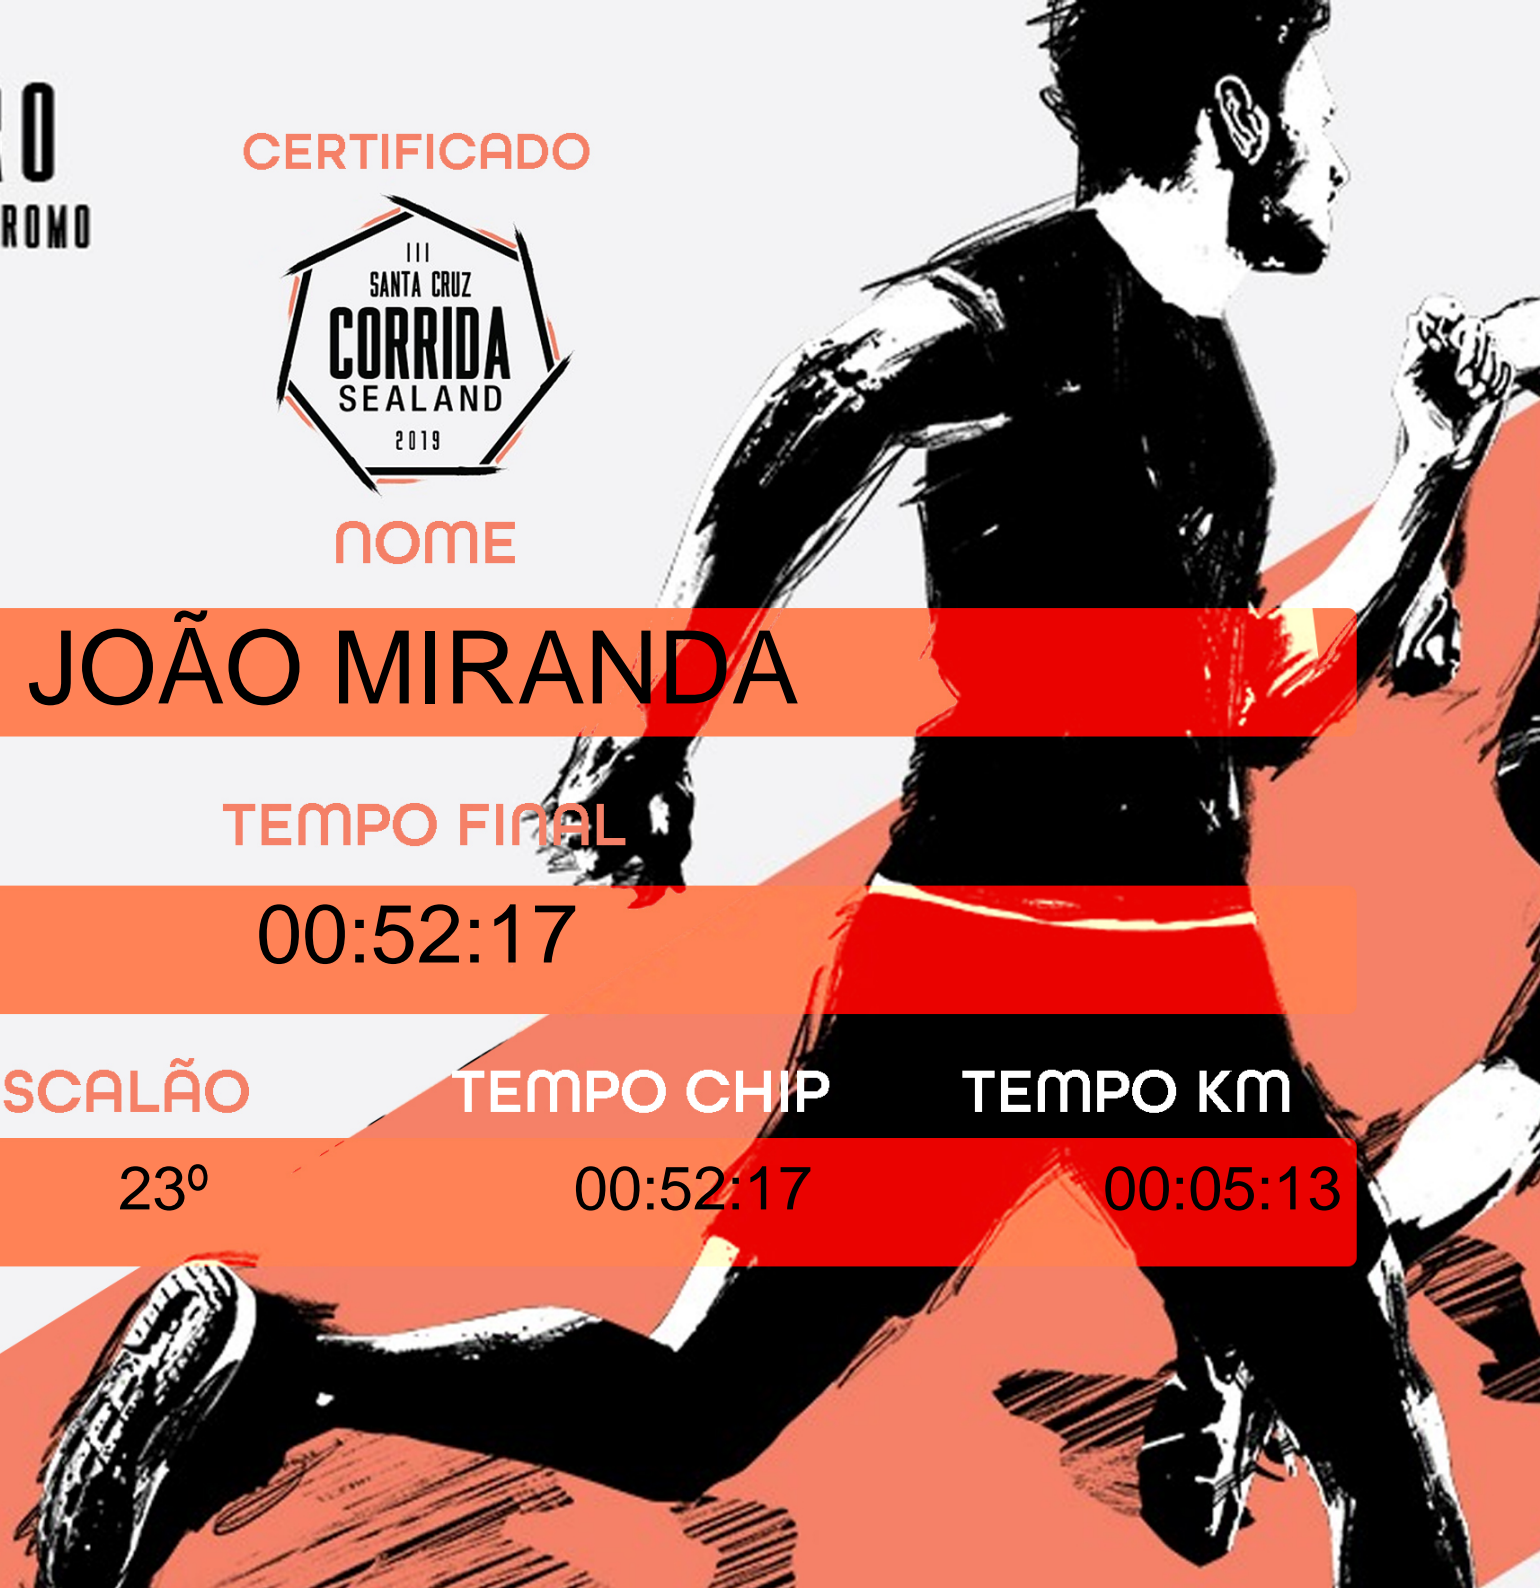 CERTIFICADO
III
SANTA CRUZ
CORRIDA
SEALAND
2019
NOME
JOÃO MIRANDA
TEMPO FINAL
00:52:17
SCALÃO TEMPO CHIP TEMPO KM
23º 00:52:17 00:05:13